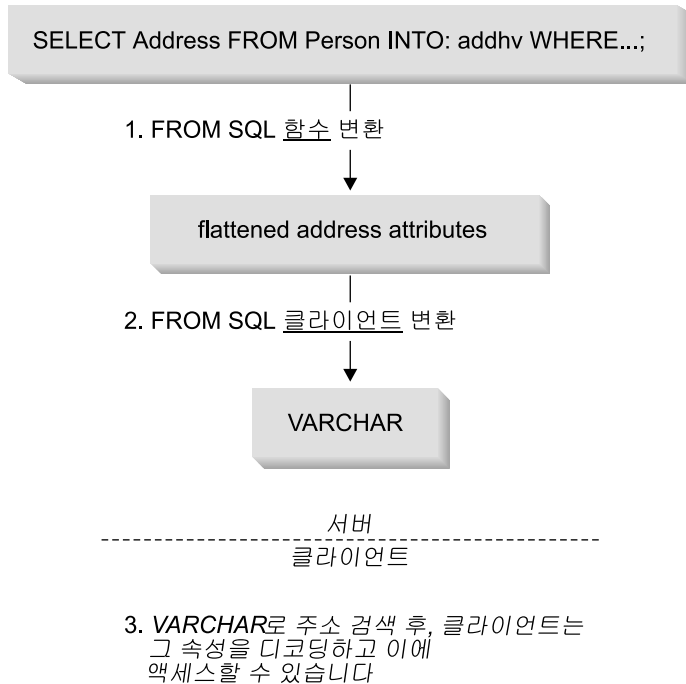 SELECT Address FROM Person INTO: addhv WHERE...;
1. FROM SQL 함수 변환
flattened address attributes
2. FROM SQL 클라이언트 변환
VARCHAR
서버
클라이언트
3. VARCHAR로 주소 검색 후, 클라이언트는
그 속성을 디코딩하고 이에
액세스할 수 있습니다